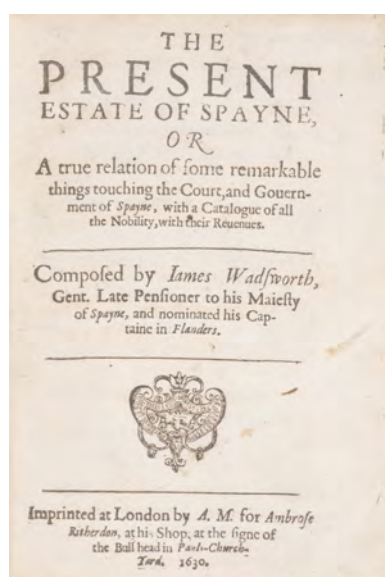 THE
PRESENT
ESTATE OF SPAYNE,
OR
A true relation of ſome remarkable
things touching the Court, and Gouern-
ment of Spayne, with a Catalogue of all
the Nobility, with their Reuenues.
Compoſed by Iames Wadſworth,
Gent. Late Penſioner to his Maieſty
of Spayne, and nominated his Cap-
taine in Flanders.
Imprinted at London by A. M. for Ambroſe
Ritherdon, at his Shop, at the ſigne of
the Bull head in Pauls-Church-
Yard. 1630.